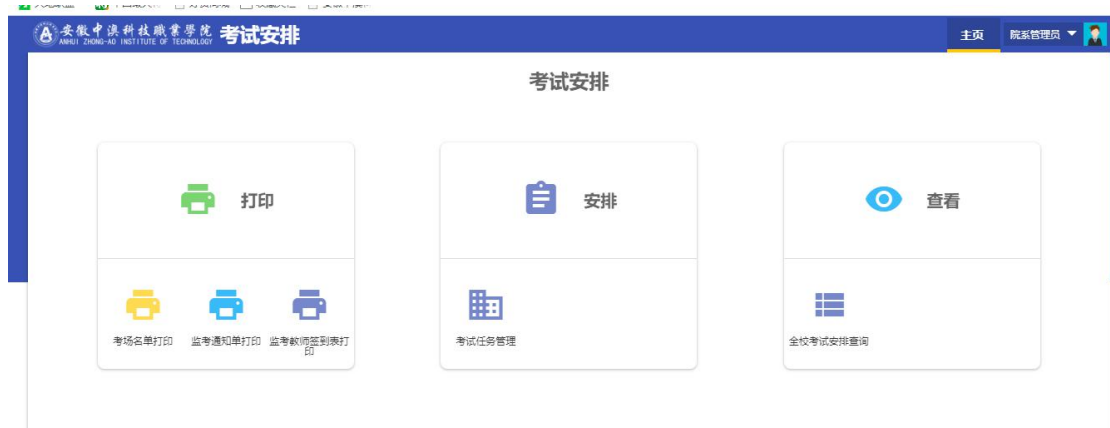 安徽中澳科技職業學院 考试安排
ANHUI ZHONG-AO INSTITUTE OF TECHNOLOGY
主页
院系管理员
考试安排
打印
安排
查看
考场名单打印
监考通知单打印
监考教师签到表打
印
考试任务管理
全校考试安排查询